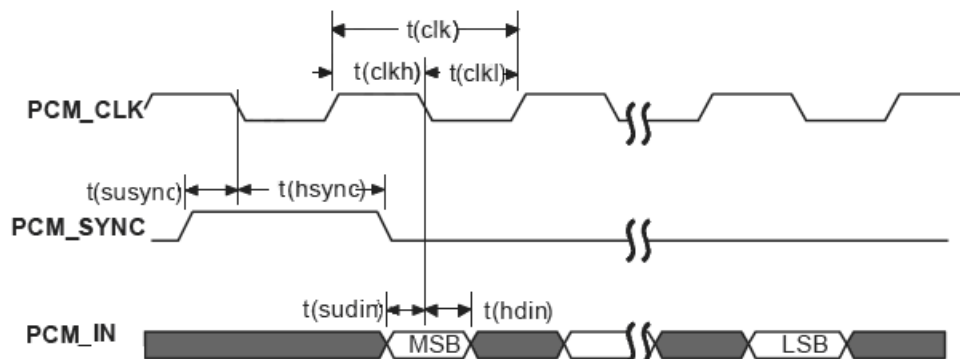 t(clk)
t(clkh) t(clkl)
PCM_CLK
t(susync) t(hsync)
PCM_SYNC
t(sudin) t(hdin)
PCM_IN MSB LSB